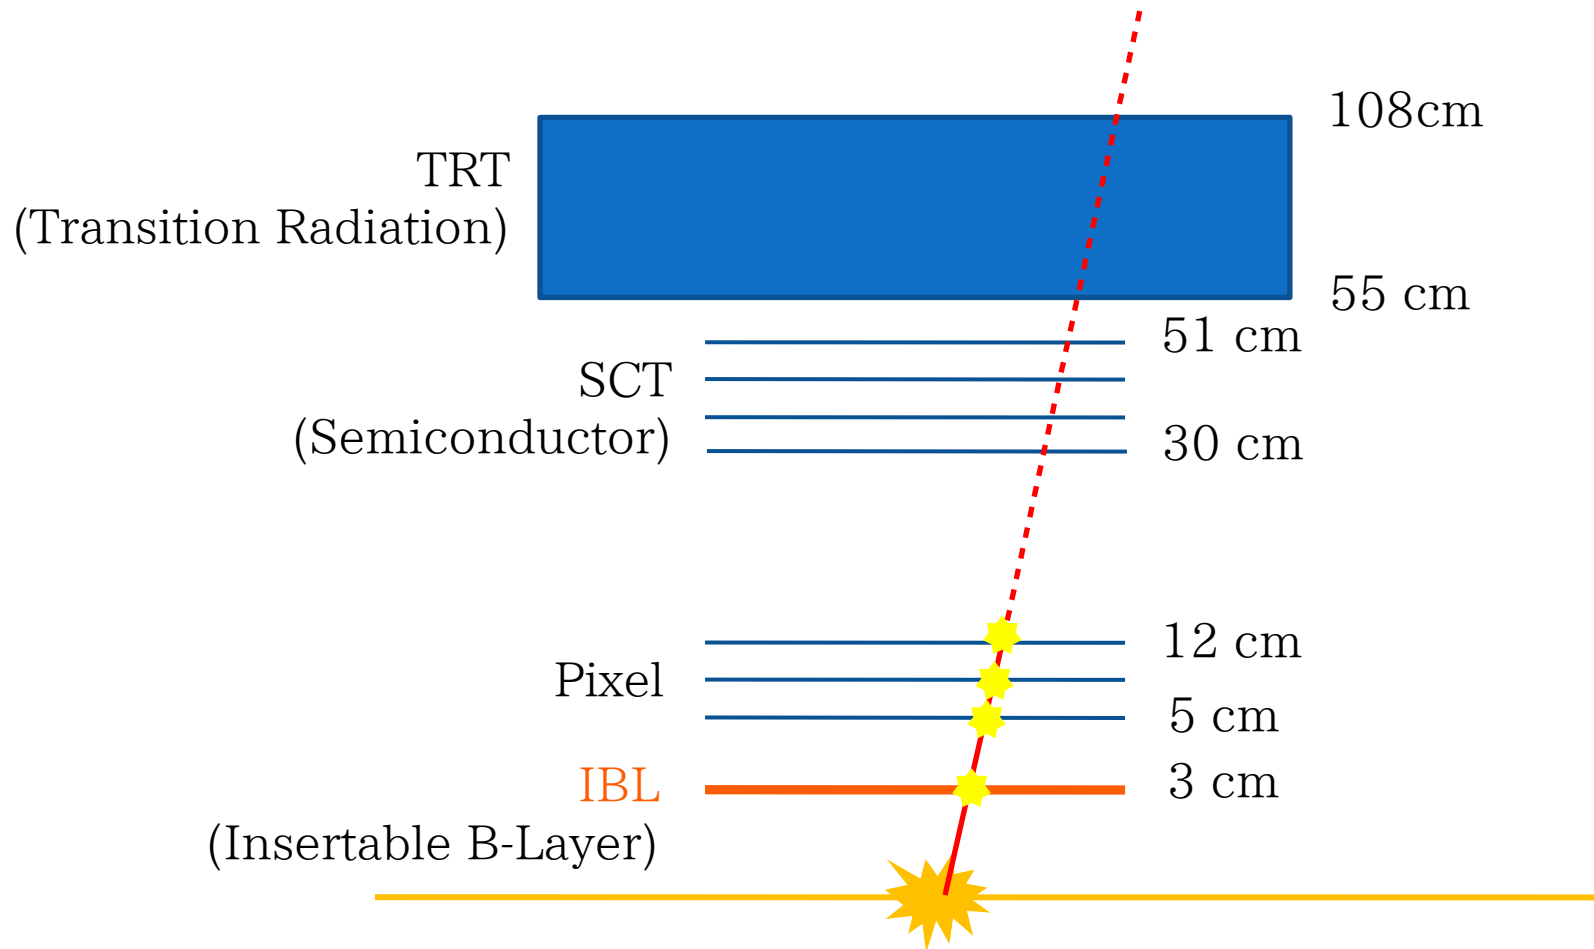 108cm
TRT
(Transition Radiation)
55 cm
51 cm
SCT
(Semiconductor)
30 cm
12 cm
Pixel
5 cm
IBL
3 cm
(Insertable B-Layer)